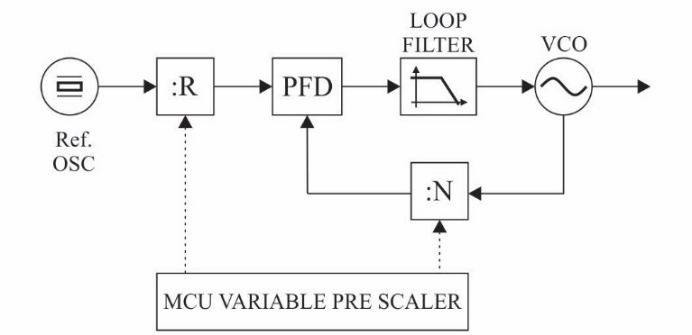 LOOP
FILTER
VCO
:R
PFD
Ref.
OSC
:N
MCU VARIABLE PRE SCALER